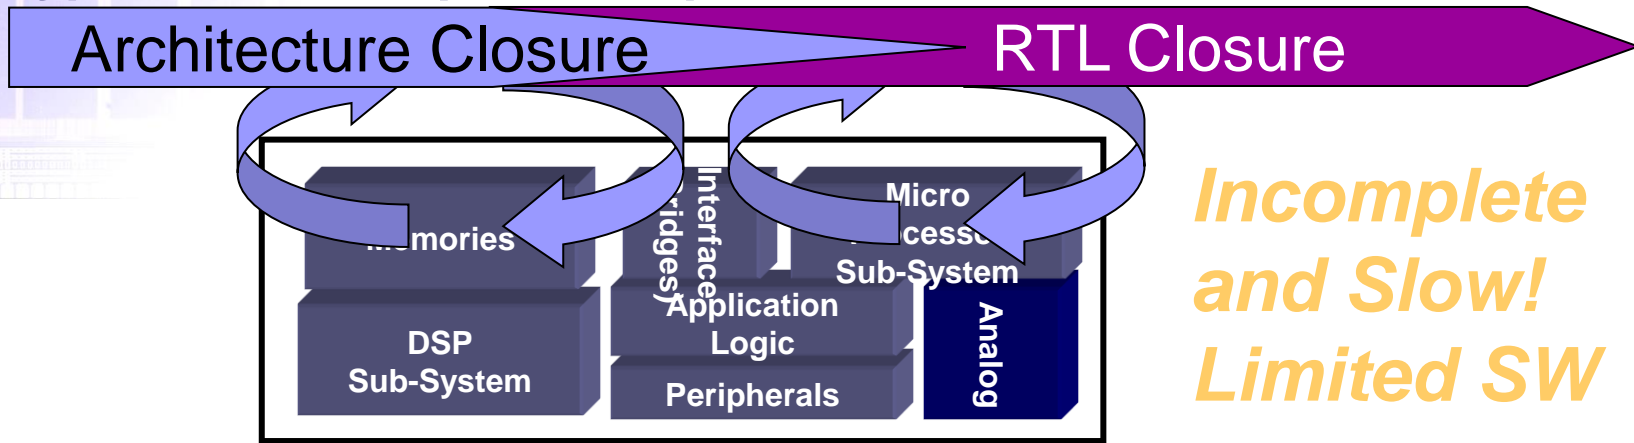 Architecture Closure
RTL Closure
Interface
Micro
Sub-System
Application
Logic
DSP
Sub-System
Peripherals
Analog
Incomplete
and Slow!
Limited SW